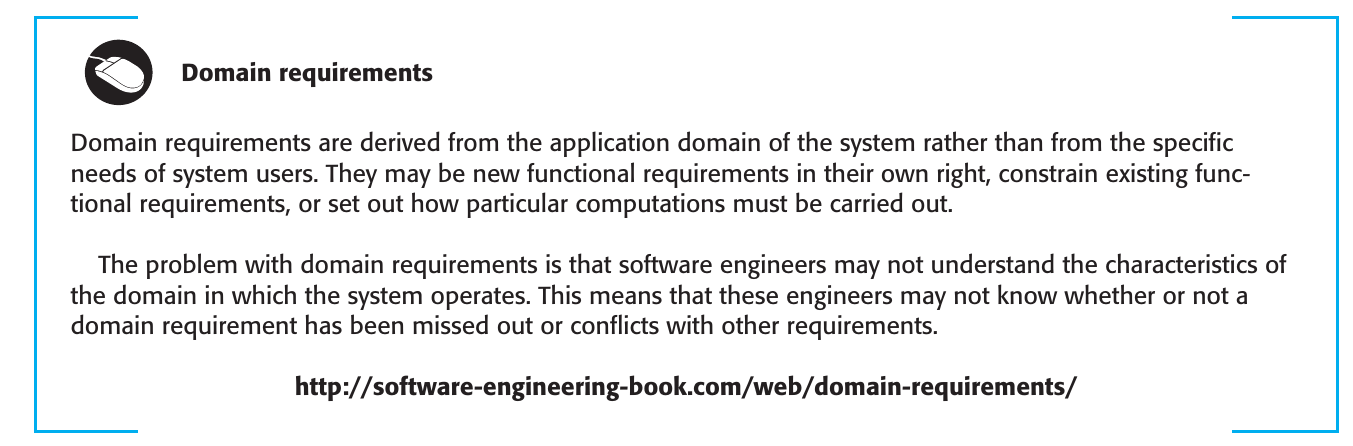 Domain requirements
Domain requirements are derived from the application domain of the system rather than from the specific
needs of system users. They may be new functional requirements in their own right, constrain existing func-
tional requirements, or set out how particular computations must be carried out.
The problem with domain requirements is that software engineers may not understand the characteristics of
the domain in which the system operates. This means that these engineers may not know whether or not a
domain requirement has been missed out or conflicts with other requirements.
http://software-engineering-book.com/web/domain-requirements/